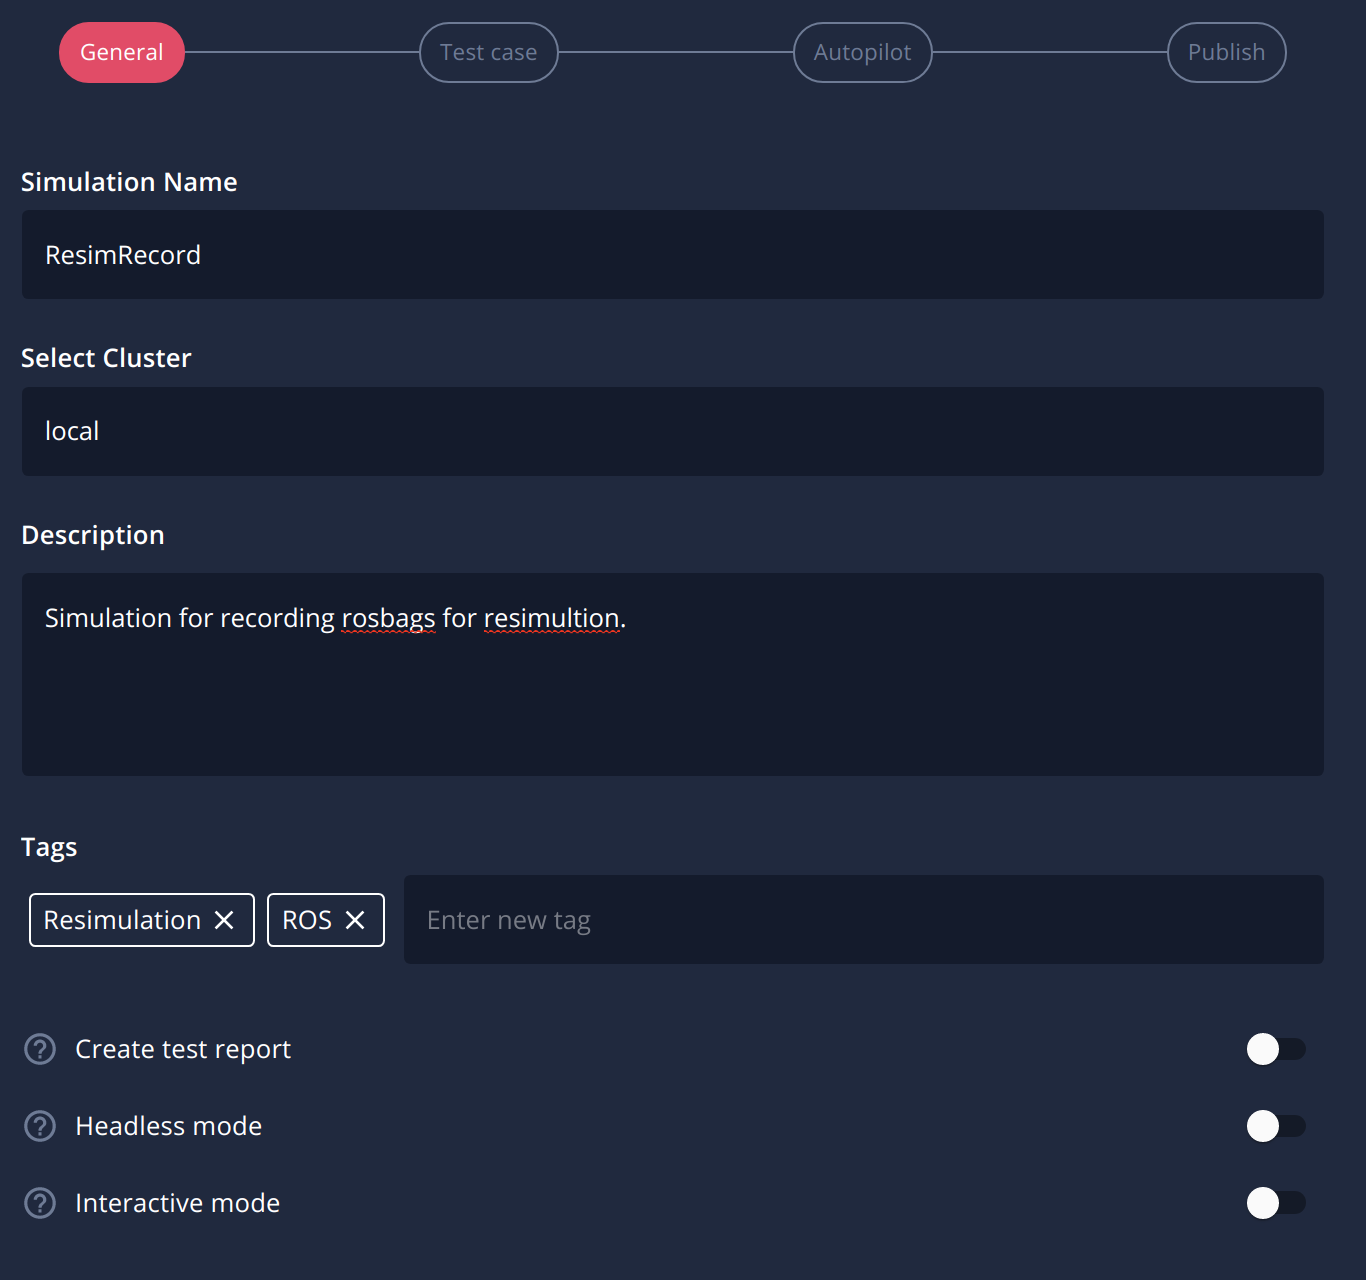 General Test case Autopilot Publish
Simulation Name
ResimRecord
Select Cluster
local
Description
Simulation for recording rosbags for resimultion.
Tags
Resimulation ROS Enter new tag
Create test report
Headless mode
Interactive mode